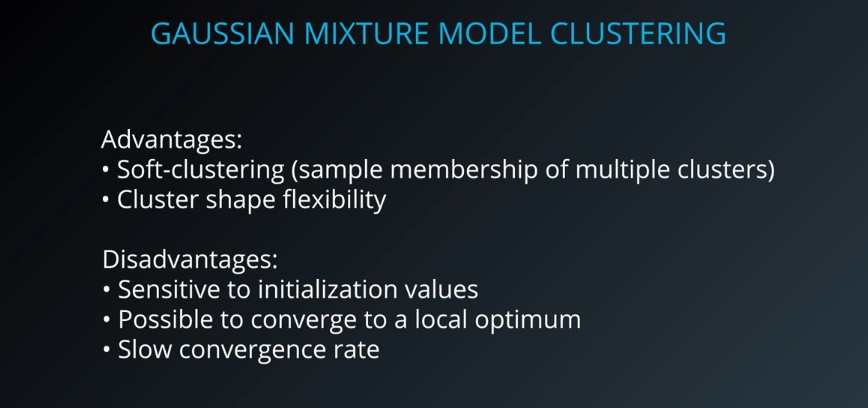 GAUSSIAN MIXTURE MODEL CLUSTERING
Advantages:
• Soft-clustering (sample membership of multiple clusters)
• Cluster shape flexibility
Disadvantages:
• Sensitive to initialization values
• Possible to converge to a local optimum
• Slow convergence rate